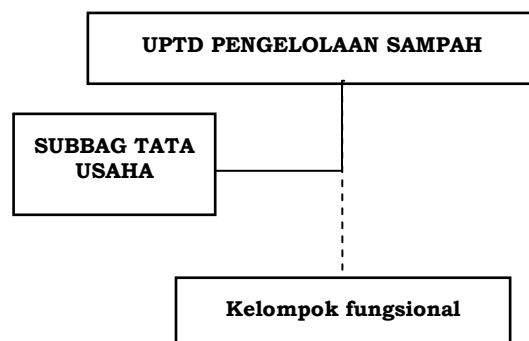 UPTD PENGELOLAAN SAMPAH
SUBBAG TATA
USAHA
Kelompok fungsional